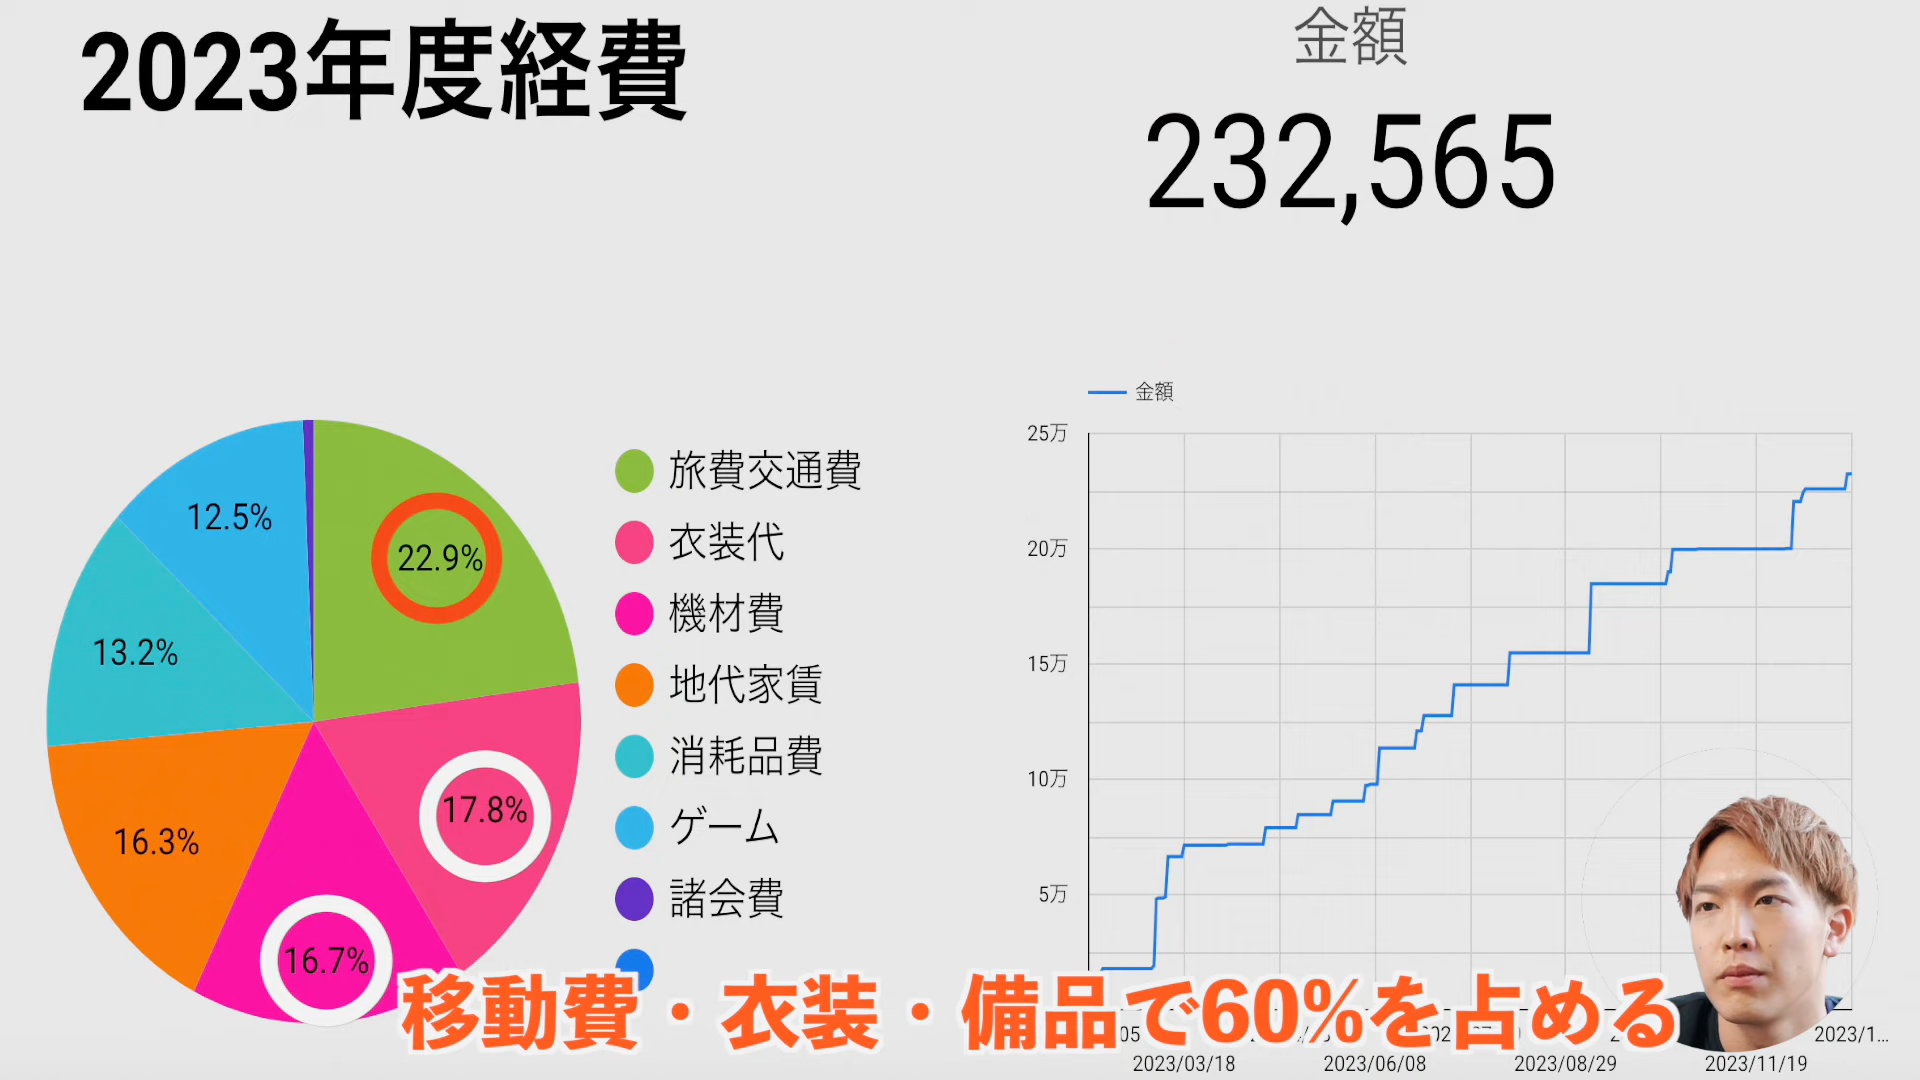 2023年度経費
金額
232,565
12.5%
22.9%
13.2%
17.8%
16.3%
16.7%
旅費交通費
衣装代
機材費
地代家賃
消耗品費
ゲーム
諸会費
金額
25万
20万
15万
10万
5万
2023/1...
2023/03/18
2023/06/08
2023/08/29
2023/11/19
移動費・衣装・備品で60%を占める